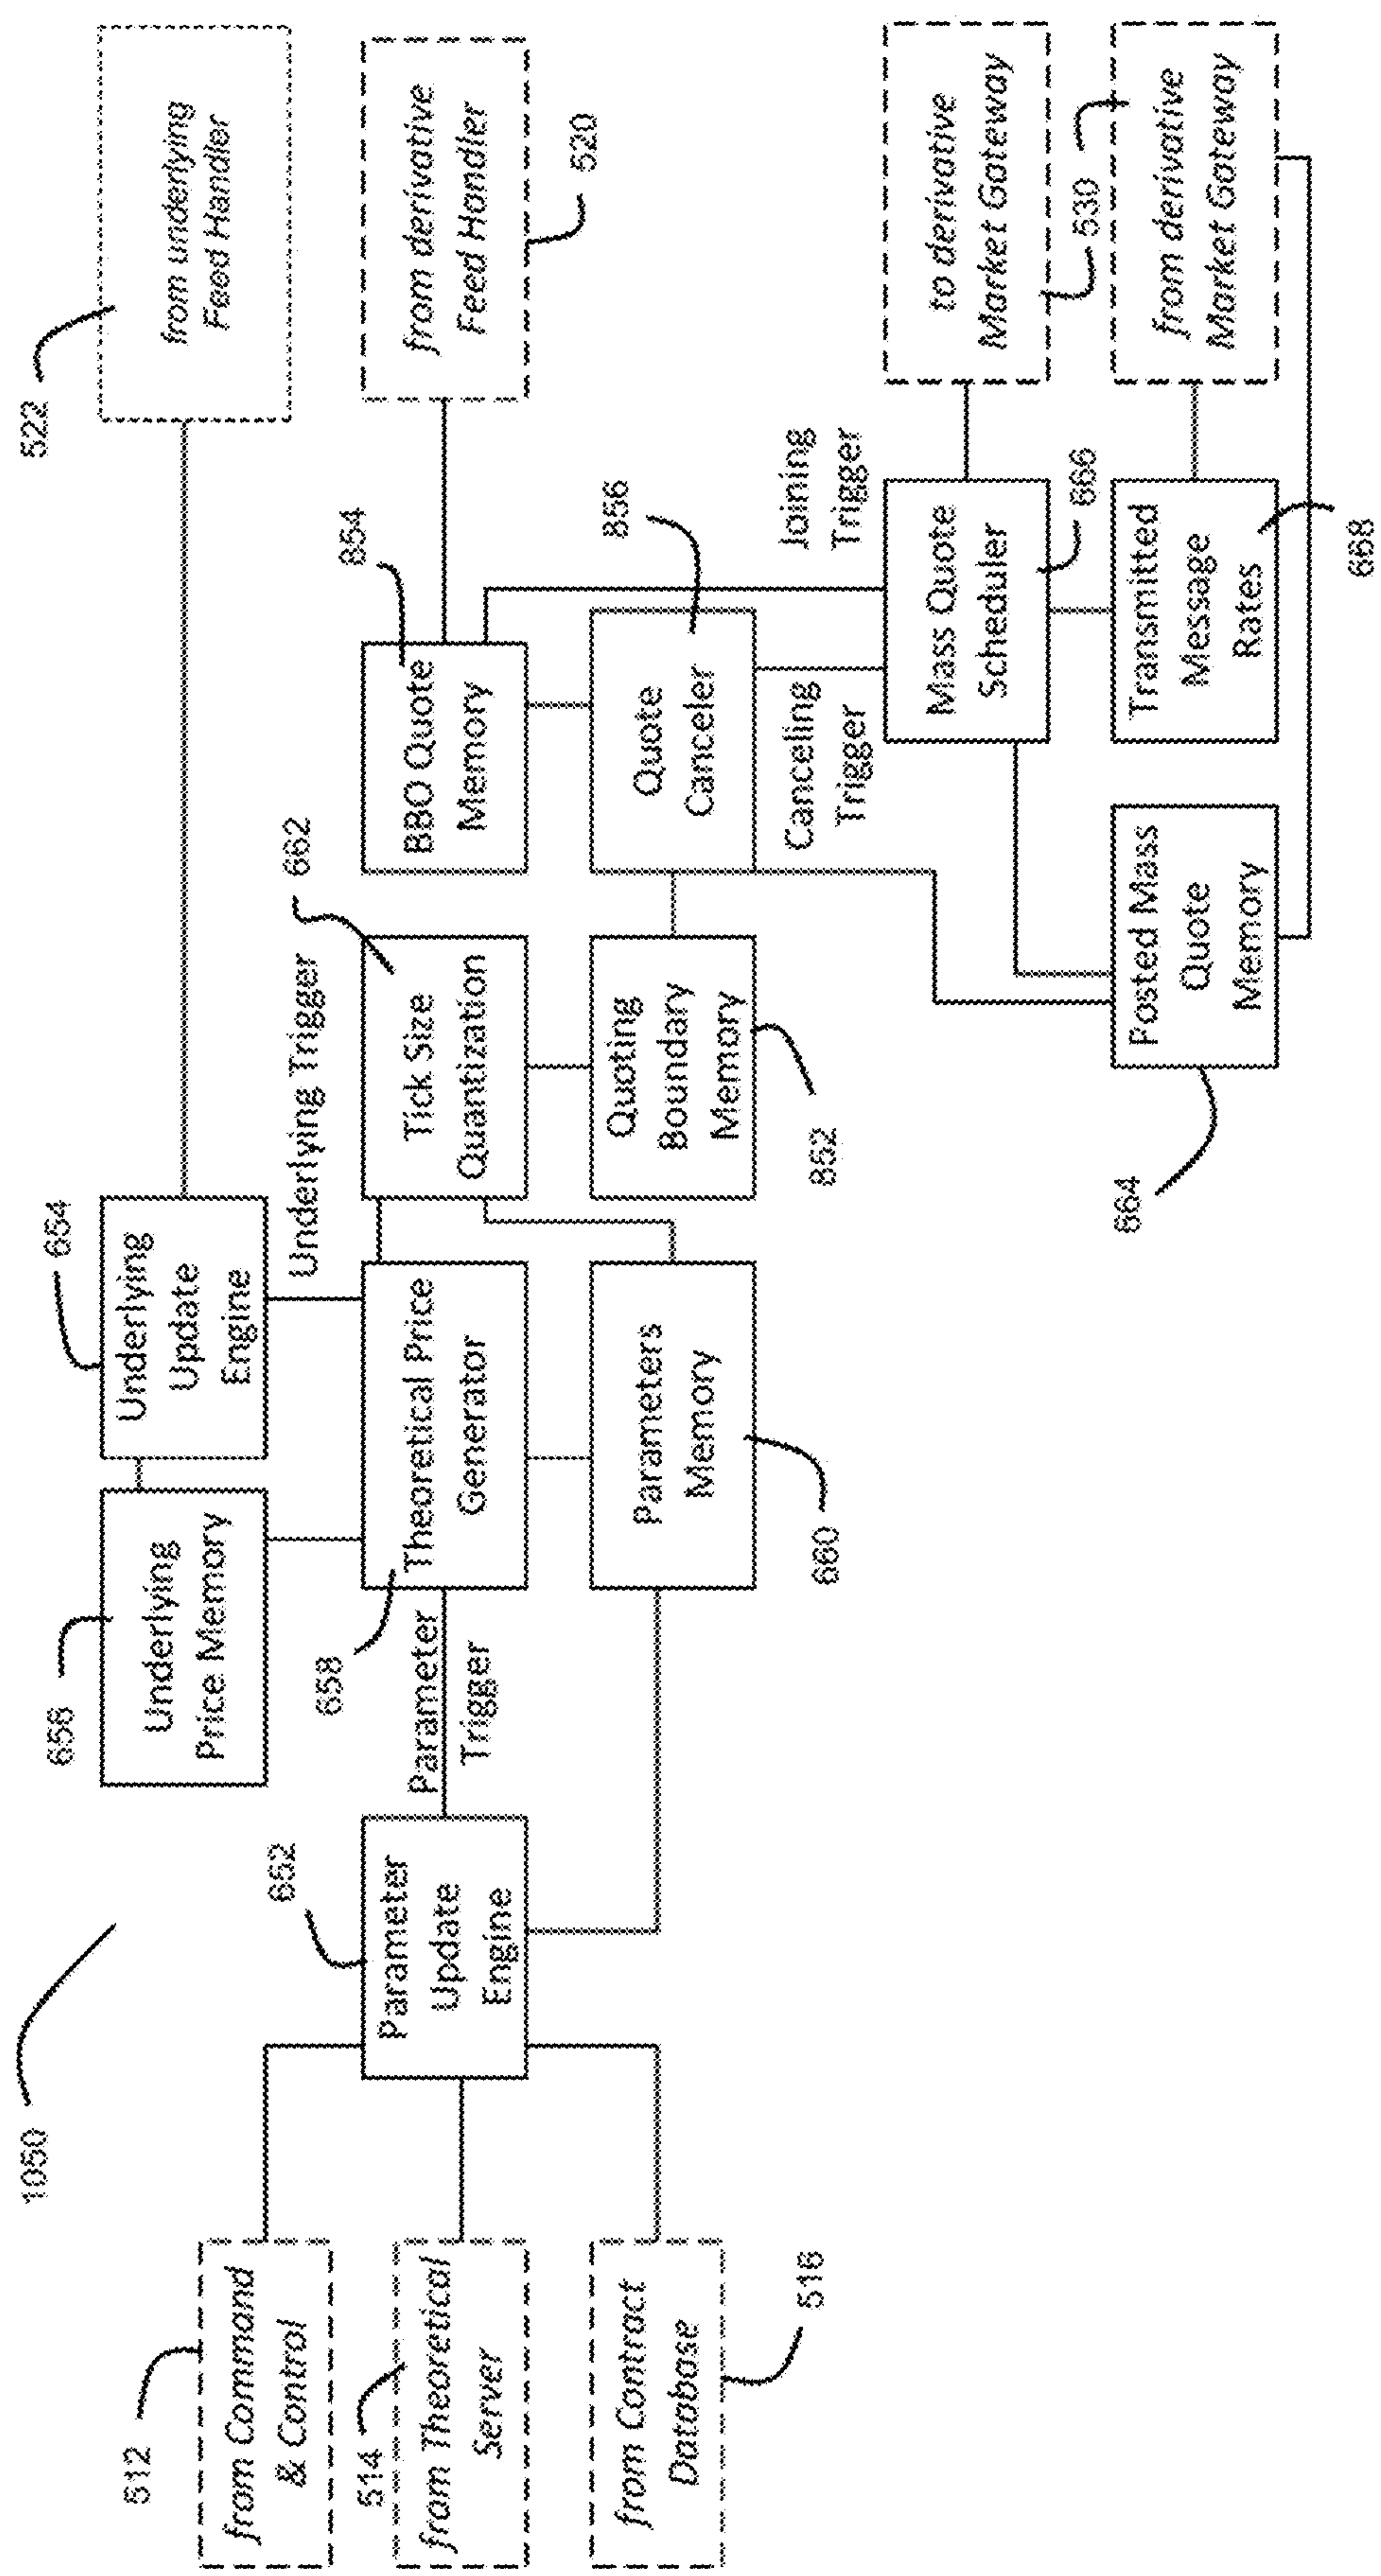 1050
522
from underlying
Feed Handler
654
Underlying
Update
Engine
656
Underlying
Price Memory
Underlying Trigger
512
from Command
& Control
514
from Theoretical
Server
from Contract
Database
516
652
Parameter
Update
Engine
Parameter
Trigger
658
Theoretical Price
Generator
662
Tick Size
Quantization
854
BBO Quote
Memory
from derivative
Feed Handler
520
Parameters
Memory
660
Quoting
Boundary
Memory
852
Quote
Canceler
856
Canceling
Trigger
Joining
Trigger
Mass Quote
Scheduler
666
to derivative
Market Gateway
530
864
Posted Mass
Quote
Memory
Transmitted
Message
Rates
668
from derivative
Market Gateway